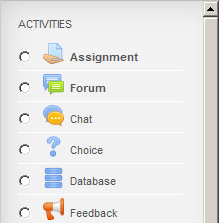 ACTIVITIES
Assignment
Forum
Chat
Choice
Database
Feedback